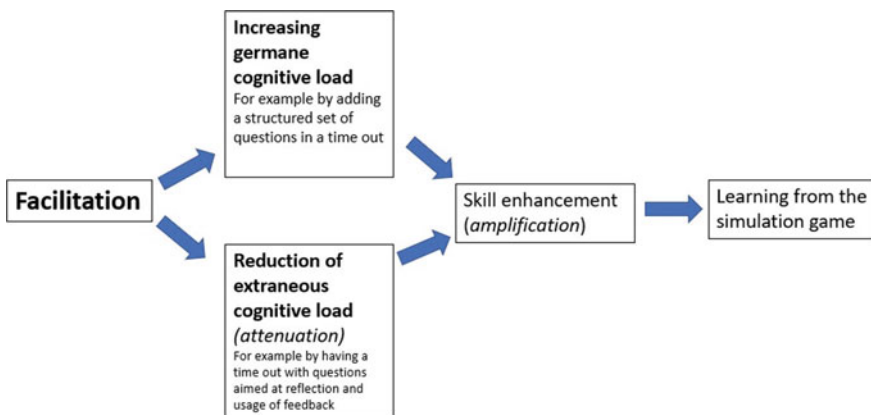 Increasing
germane
cognitive load
For example by adding
a structured set of
questions in a time out
Facilitation
Skill enhancement
(amplification)
Learning from the
simulation game
Reduction of
extraneous
cognitive load
(attenuation)
For example by having a
time out with questions
aimed at reflection and
usage of feedback